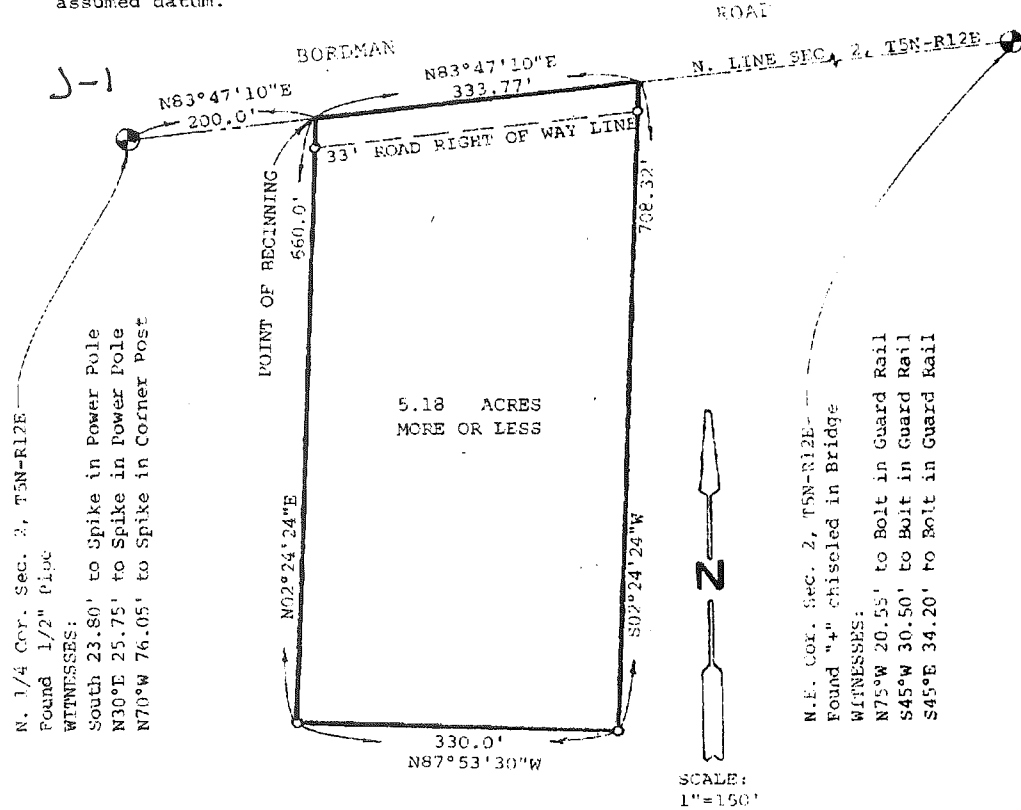 assumed datum.
ROAD
BORDMAN
J-1
N83°47'10"E
200.0'
N83°47'10"E
333.77'
N. LINE SEC. 2, T5N-R12E
33' ROAD RIGHT OF WAY LINE
POINT OF BEGINNING
660.0'
708.32'
5.18 ACRES
MORE OR LESS
N02°24'24"E
S02°24'24"W
330.0'
N87°53'30"W
N
SCALE:
1"=150'
N. 1/4 Cor. Sec. 2, T5N-R12E
Found 1/2" Pipe
WITNESSES:
South 23.80' to Spike in Power Pole
N30°E 25.75' to Spike in Power Pole
N70°W 76.05' to Spike in Corner Post
N.E. Cor. Sec. 2, T5N-R12E
Found "+" chiseled in Bridge
WITNESSES:
N75°W 20.55' to Bolt in Guard Rail
S45°W 30.50' to Bolt in Guard Rail
S45°E 34.20' to Bolt in Guard Rail